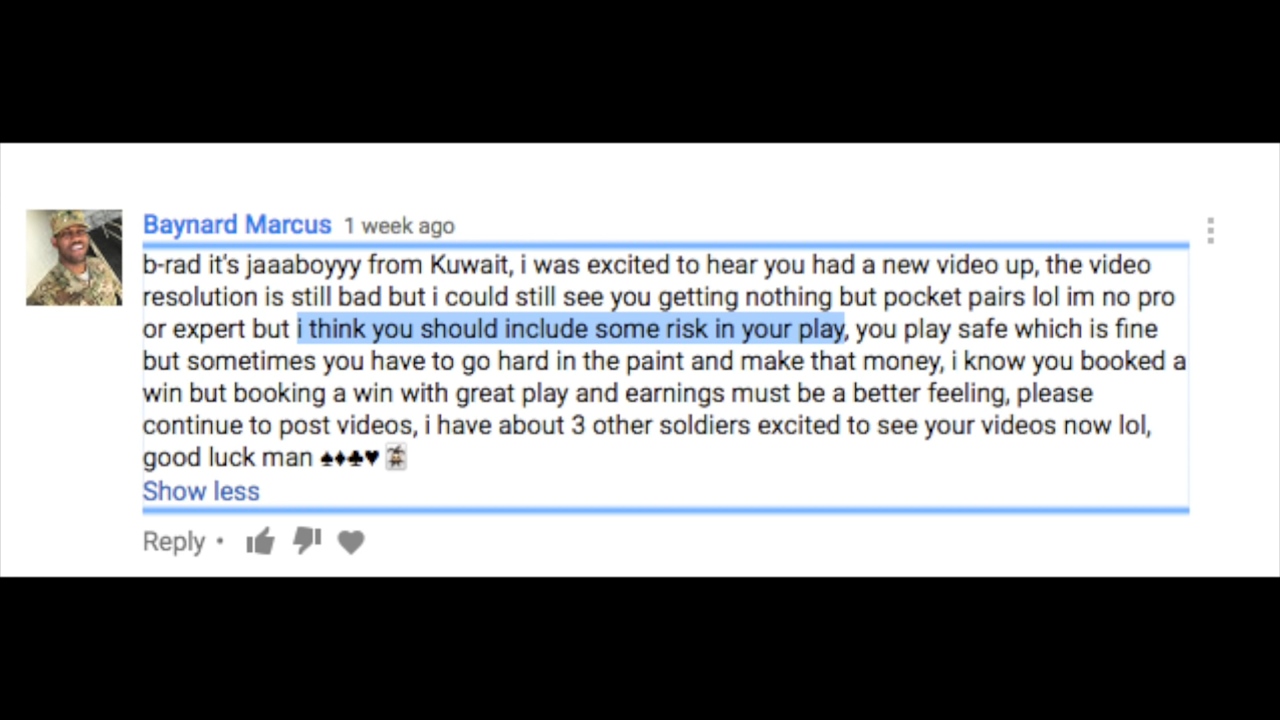 Baynard Marcus 1 week ago
b-rad it's jaaaboyyy from Kuwait, i was excited to hear you had a new video up, the video
resolution is still bad but i could still see you getting nothing but pocket pairs lol im no pro
or expert but i think you should include some risk in your play, you play safe which is fine
but sometimes you have to go hard in the paint and make that money, i know you booked a
win but booking a win with great play and earnings must be a better feeling, please
continue to post videos, i have about 3 other soldiers excited to see your videos now lol,
good luck man ♠♦♣♥ 🃏
Show less
Reply •